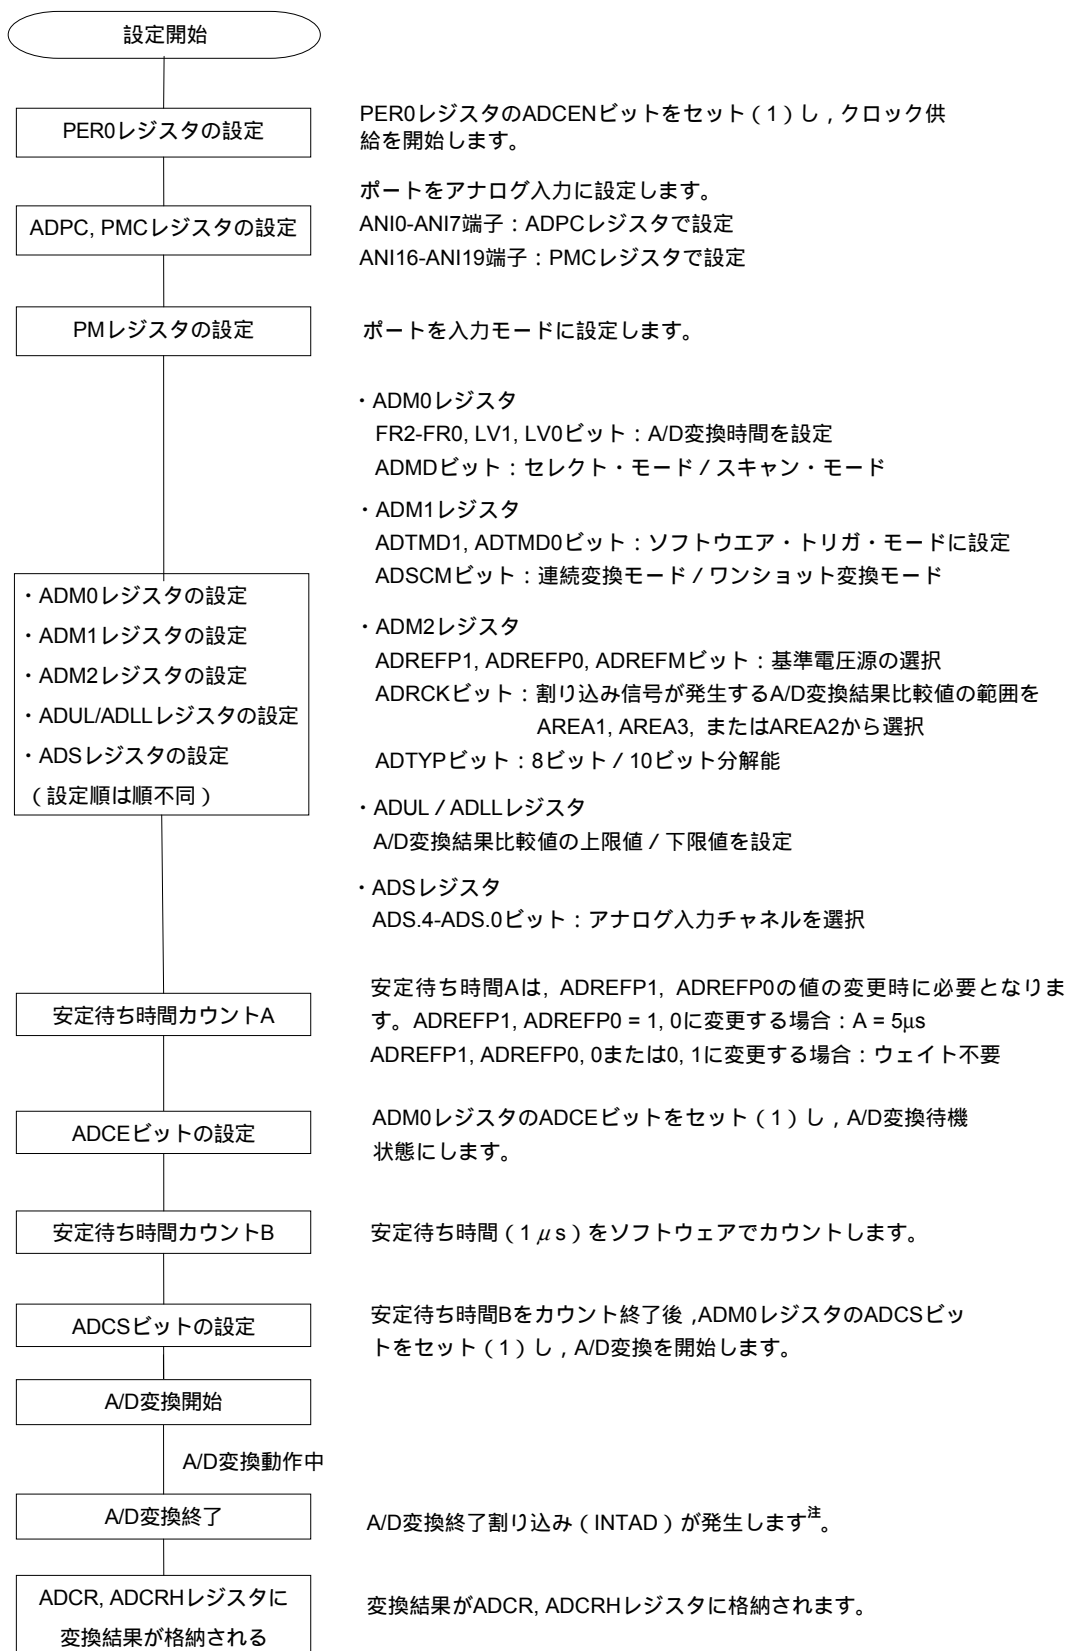 設定開始
PER0レジスタの設定
PER0レジスタのADCENビットをセット（1）し，クロック供
給を開始します。
ADPC, PMCレジスタの設定
ポートをアナログ入力に設定します。
ANI0-ANI7端子：ADPCレジスタで設定
ANI16-ANI19端子：PMCレジスタで設定
PMレジスタの設定
ポートを入力モードに設定します。
・ADM0レジスタの設定
・ADM1レジスタの設定
・ADM2レジスタの設定
・ADUL/ADLLレジスタの設定
・ADSレジスタの設定
（設定順は順不同）
・ADM0レジスタ
FR2-FR0, LV1, LV0ビット：A/D変換時間を設定
ADMDビット：セレクト・モード／スキャン・モード
・ADM1レジスタ
ADTMD1, ADTMD0ビット：ソフトウエア・トリガ・モードに設定
ADSCMビット：連続変換モード／ワンショット変換モード
・ADM2レジスタ
ADREFP1, ADREFP0, ADREFMビット：基準電圧源の選択
ADRCKビット：割り込み信号が発生するA/D変換結果比較値の範囲を
AREA1, AREA3, またはAREA2から選択
ADTYPビット：8ビット／10ビット分解能
・ADUL／ADLLレジスタ
A/D変換結果比較値の上限値／下限値を設定
・ADSレジスタ
ADS.4-ADS.0ビット：アナログ入力チャネルを選択
安定待ち時間カウントA
安定待ち時間Aは, ADREFP1, ADREFP0の値の変更時に必要となりま
す。ADREFP1, ADREFP0 = 1, 0に変更する場合：A = 5μs
ADREFP1, ADREFP0, 0または0, 1に変更する場合：ウェイト不要
ADCEビットの設定
ADM0レジスタのADCEビットをセット（1）し，A/D変換待機
状態にします。
安定待ち時間カウントB
安定待ち時間（1 μs）をソフトウェアでカウントします。
ADCSビットの設定
安定待ち時間Bをカウント終了後，ADM0レジスタのADCSビッ
トをセット（1）し，A/D変換を開始します。
A/D変換開始
A/D変換動作中
A/D変換終了
A/D変換終了割り込み（INTAD）が発生します注。
ADCR, ADCRHレジスタに
変換結果が格納される
変換結果がADCR, ADCRHレジスタに格納されます。